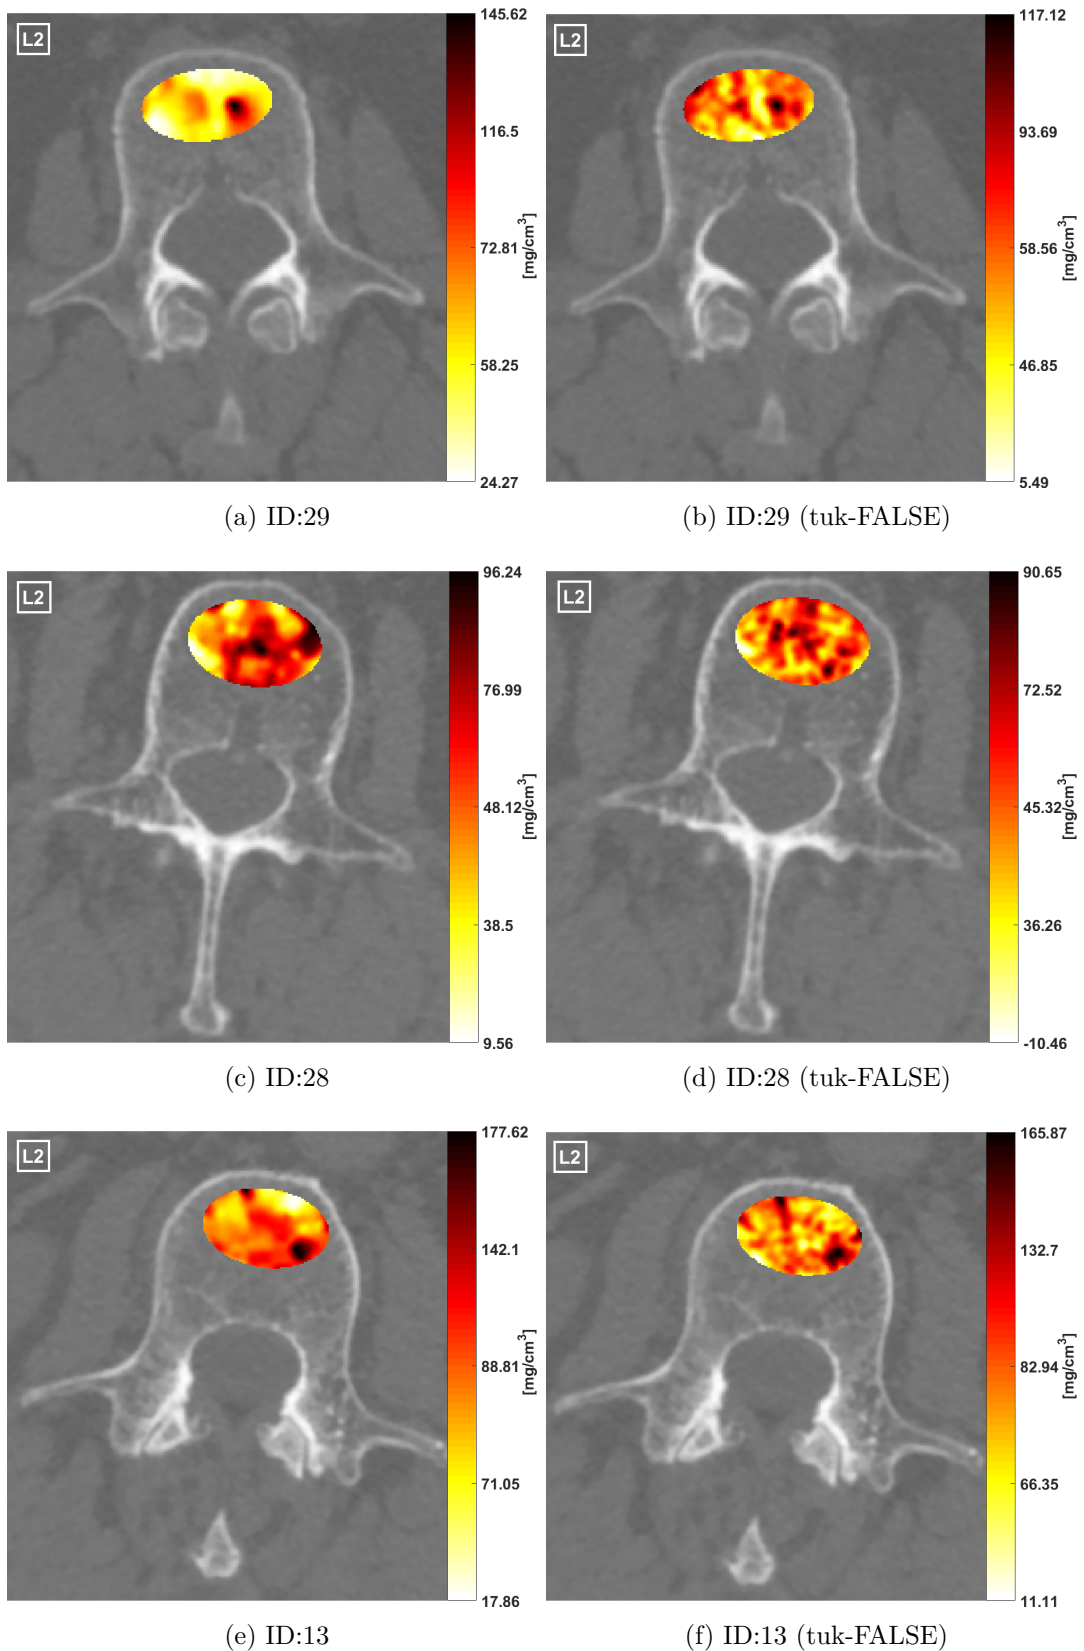 L2
145.62
116.5
72.81
58.25
24.27
[mg/cm³]
(a) ID:29
L2
117.12
93.69
58.56
46.85
5.49
[mg/cm³]
(b) ID:29 (tuk-FALSE)
L2
96.24
76.99
48.12
38.5
9.56
[mg/cm³]
(c) ID:28
L2
90.65
72.52
45.32
36.26
-10.46
[mg/cm³]
(d) ID:28 (tuk-FALSE)
L2
177.62
142.1
88.81
71.05
17.86
[mg/cm³]
(e) ID:13
L2
165.87
132.7
82.94
66.35
11.11
[mg/cm³]
(f) ID:13 (tuk-FALSE)